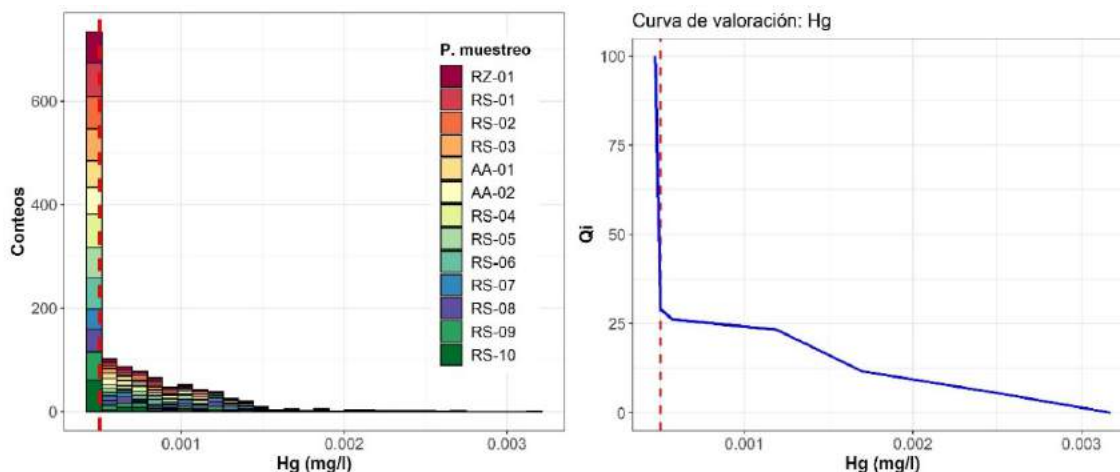 P. muestreo
RZ-01
RS-01
RS-02
RS-03
AA-01
AA-02
RS-04
RS-05
RS-06
RS-07
RS-08
RS-09
RS-10
Conteos
600
400
200
0
0.001
0.002
0.003
Hg (mg/l)
Curva de valoración: Hg
Qi
100
75
50
25
0
0.001
0.002
0.003
Hg (mg/l)